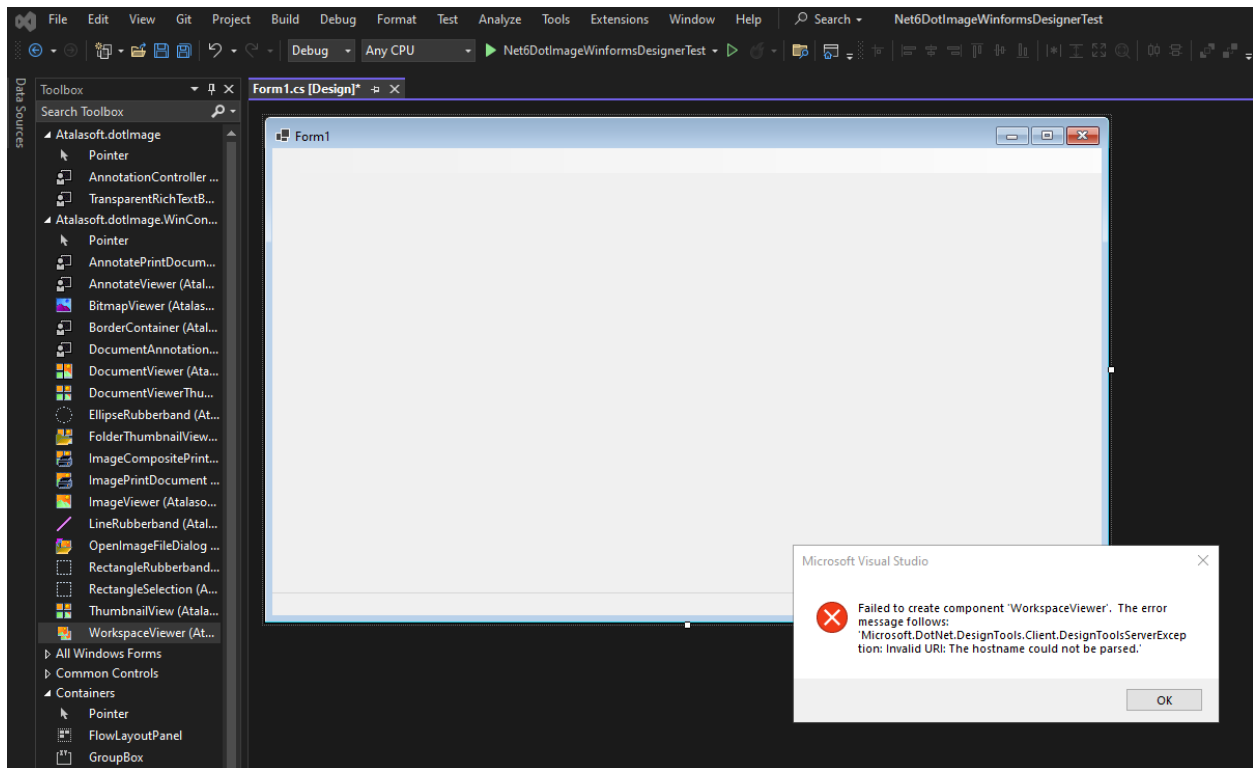 File Edit View Git Project Build Debug Format Test Analyze Tools Extensions Window Help Search Net6DotImageWinformsDesignerTest
Debug Any CPU Net6DotImageWinformsDesignerTest
Data Sources
Toolbox
Form1.cs [Design]*
Search Toolbox
Atalasoft.dotImage
Pointer
AnnotationController ...
TransparentRichTextB...
Atalasoft.dotImage.WinCon...
Pointer
AnnotatePrintDocum...
AnnotateViewer (Atal...
BitmapViewer (Atalas...
BorderContainer (Atal...
DocumentAnnotation...
DocumentViewer (Ata...
DocumentViewerThu...
EllipseRubberband (At...
FolderThumbnailView...
ImageCompositePrint...
ImagePrintDocument ...
ImageViewer (Atalaso...
LineRubberband (Atal...
OpenImageFileDialog ...
RectangleRubberband...
RectangleSelection (A...
ThumbnailView (Atala...
WorkspaceViewer (At...
All Windows Forms
Common Controls
Containers
Pointer
FlowLayoutPanel
GroupBox
Form1
Microsoft Visual Studio
Failed to create component 'WorkspaceViewer'. The error
message follows:
'Microsoft.DotNet.DesignTools.Client.DesignToolsServerExcep
tion: Invalid URI: The hostname could not be parsed.'
OK